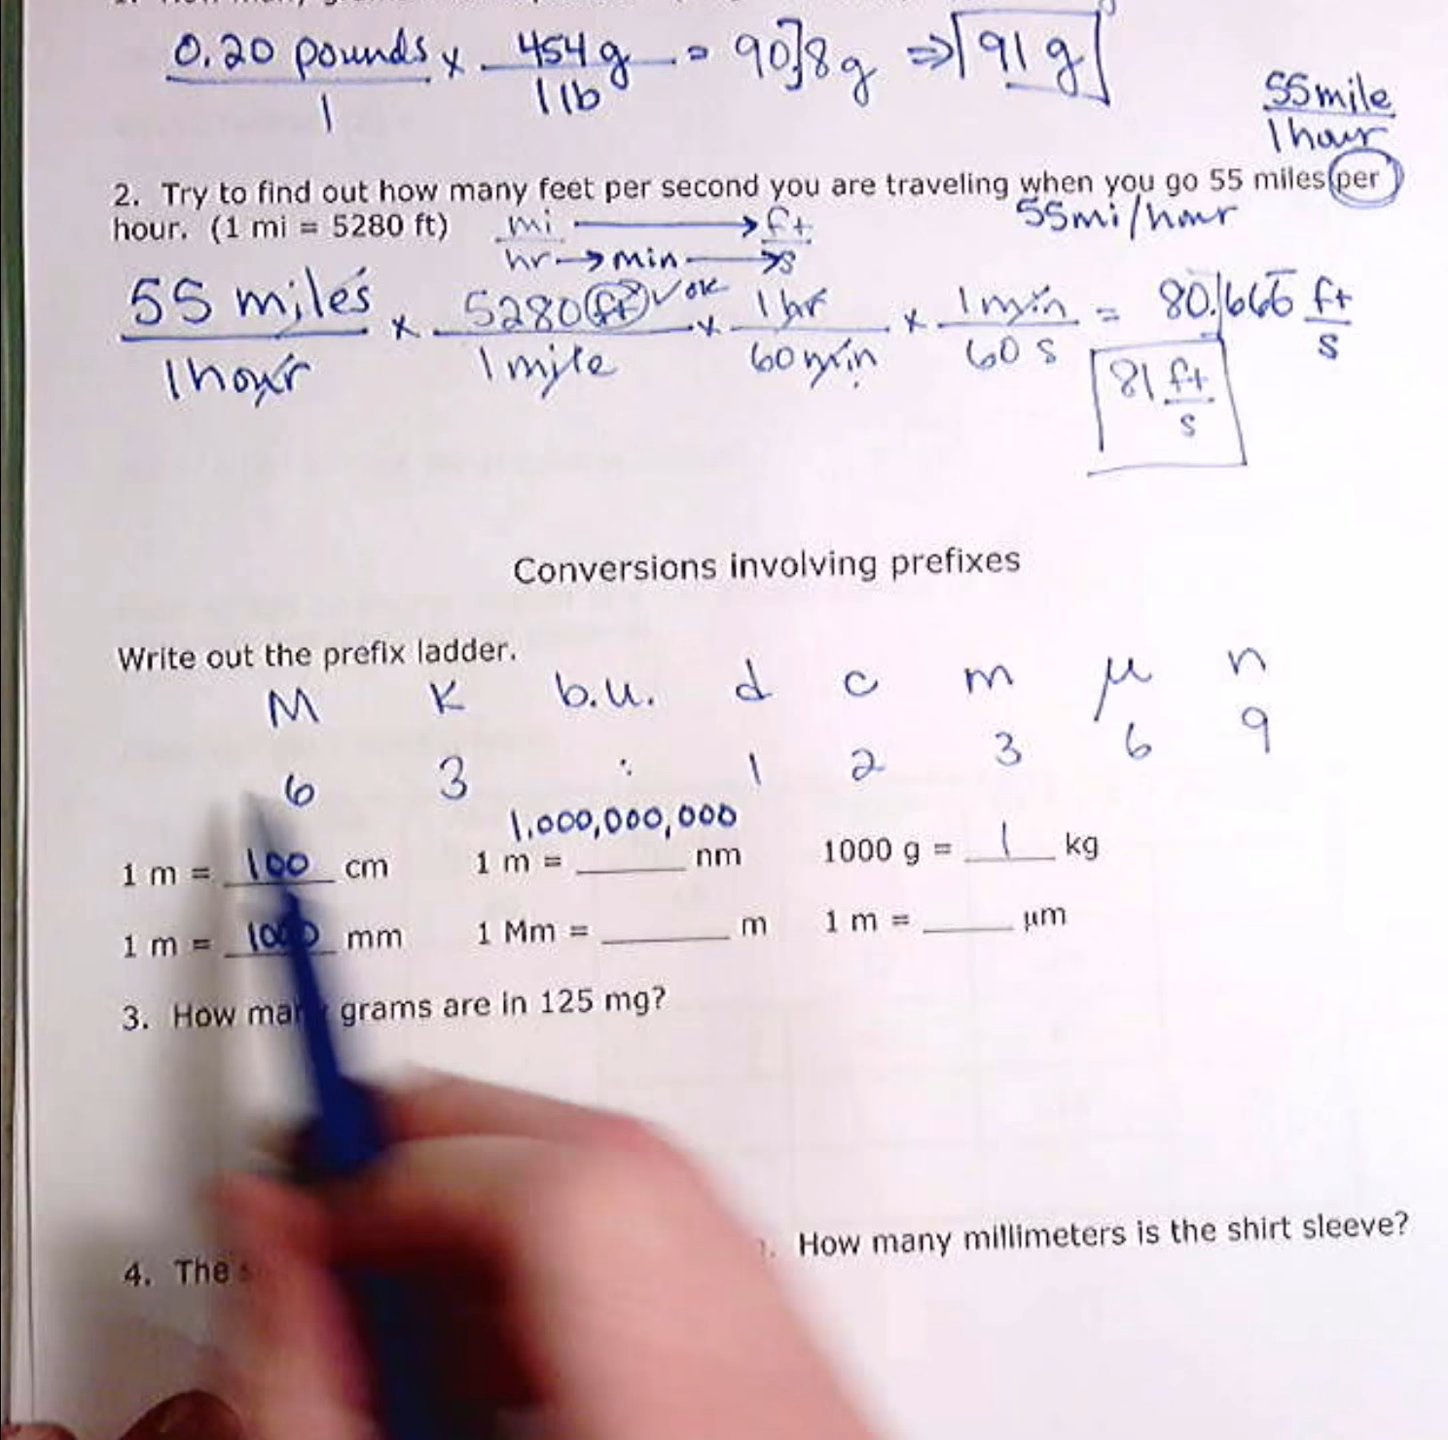 0.20 pounds x 454 g = 90.8 g ⇒ 91 g
1 1 lb
55 mile
1 hour
2. Try to find out how many feet per second you are traveling when you go 55 miles per
hour. (1 mi = 5280 ft) mi → ft 55mi/hour
hr → min → s
55 miles x 5280 ft √ ok x 1 hr x 1 min = 80.666 ft
1 hour 1 mile 60 min 60 s s
81 ft
s
Conversions involving prefixes
Write out the prefix ladder.
M K b.u. d c m μ n
6 3 : 1 2 3 6 9
1,000,000,000
1 m = 100 cm 1 m = ______ nm 1000 g = 1 kg
1 m = 1000 mm 1 Mm = ______ m 1 m = ______ μm
3. How many grams are in 125 mg?
4. The How many millimeters is the shirt sleeve?